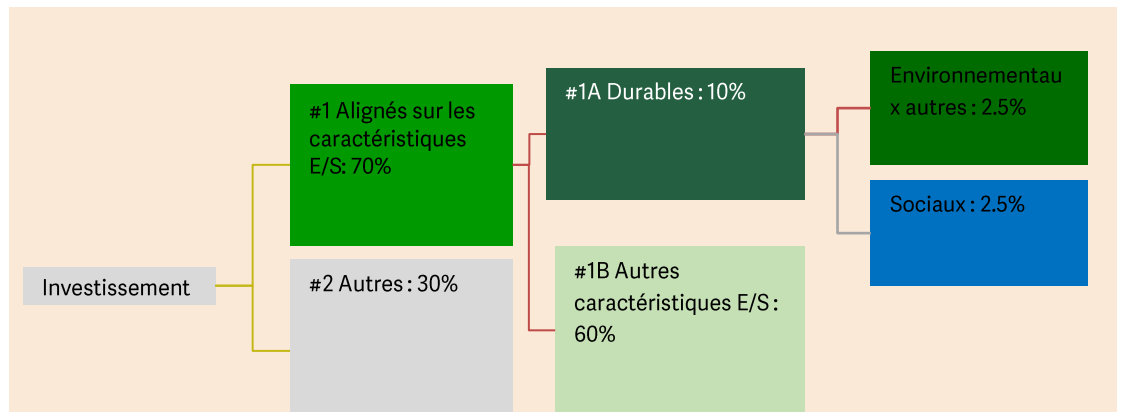 Investissement
#1 Alignés sur les
caractéristiques
E/S: 70%
#2 Autres : 30%
#1A Durables : 10%
#1B Autres
caractéristiques E/S :
60%
Environnementau
x autres : 2.5%
Sociaux : 2.5%